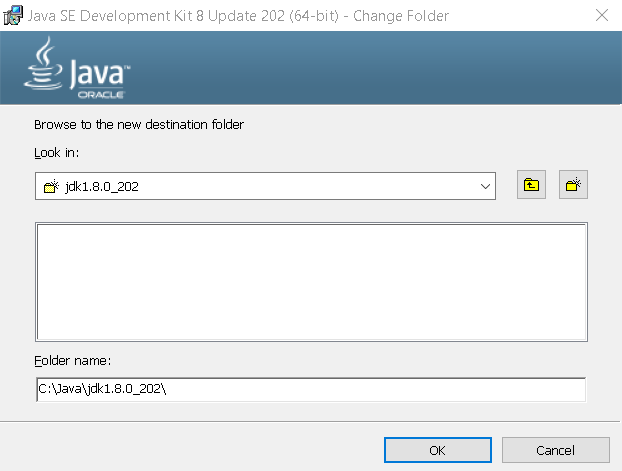 Java SE Development Kit 8 Update 202 (64-bit) - Change Folder
Java™
ORACLE
Browse to the new destination folder
Look in:
jdk1.8.0_202
Folder name:
C:\Java\jdk1.8.0_202\
OK
Cancel